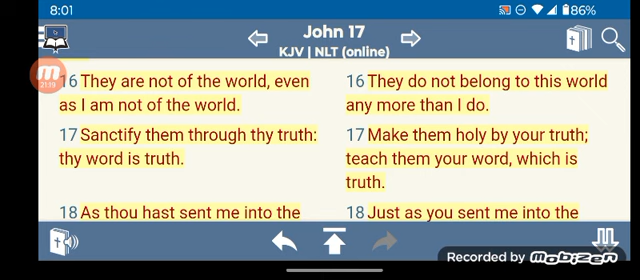 8:01
86%
John 17
KJV | NLT (online)
M
21:19
16 They are not of the world, even
as I am not of the world.
17 Sanctify them through thy truth:
thy word is truth.
18 As thou hast sent me into the
16 They do not belong to this world
any more than I do.
17 Make them holy by your truth;
teach them your word, which is
truth.
18 Just as you sent me into the
Recorded by Mobizen